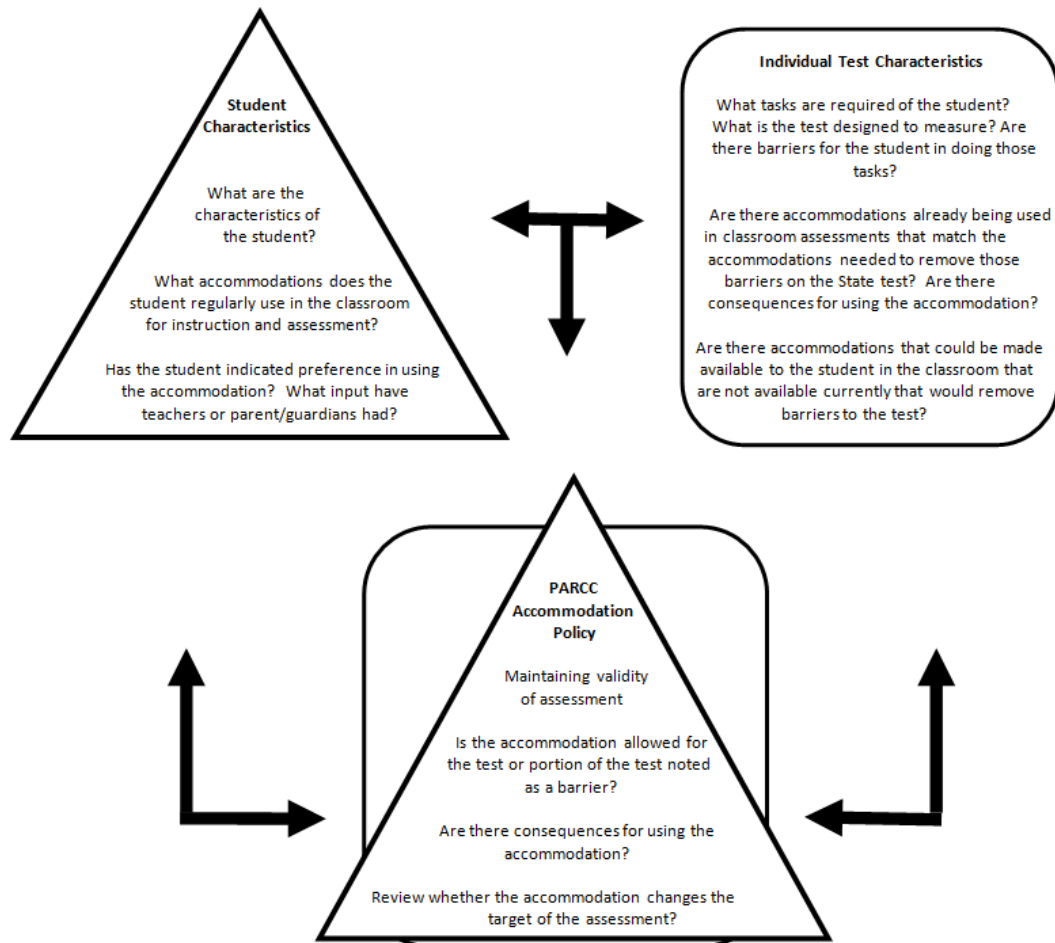 Student
Characteristics
What are the
characteristics of
the student?
What accommodations does the
student regularly use in the classroom
for instruction and assessment?
Has the student indicated preference in using
the accommodation? What input have
teachers or parent/guardians had?
Individual Test Characteristics
What tasks are required of the student?
What is the test designed to measure? Are
there barriers for the student in doing those
tasks?
Are there accommodations already being used
in classroom assessments that match the
accommodations needed to remove those
barriers on the State test? Are there
consequences for using the accommodation?
Are there accommodations that could be made
available to the student in the classroom that
are not available currently that would remove
barriers to the test?
PARCC
Accommodation
Policy
Maintaining validity
of assessment
Is the accommodation allowed for
the test or portion of the test noted
as a barrier?
Are there consequences for using the
accommodation?
Review whether the accommodation changes the
target of the assessment?